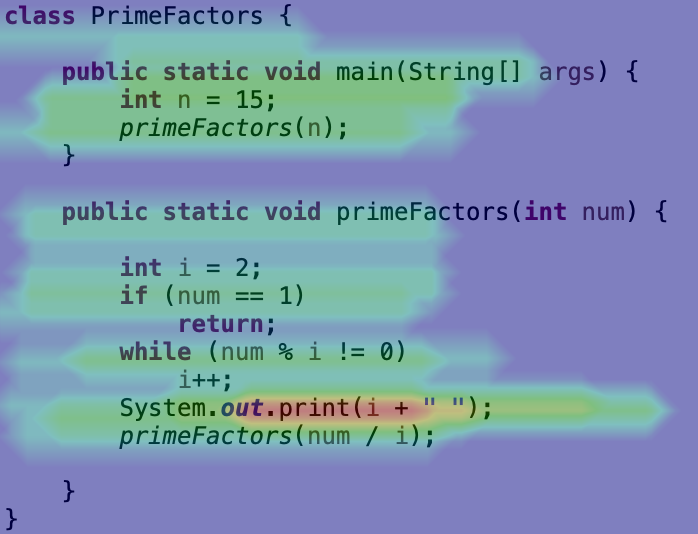 class PrimeFactors {
    public static void main(String[] args) {
        int n = 15;
        primeFactors(n);
    }
    public static void primeFactors(int num) {
        int i = 2;
        if (num == 1)
            return;
        while (num % i != 0)
            i++;
        System.out.print(i + " ");
        primeFactors(num / i);
    }
}